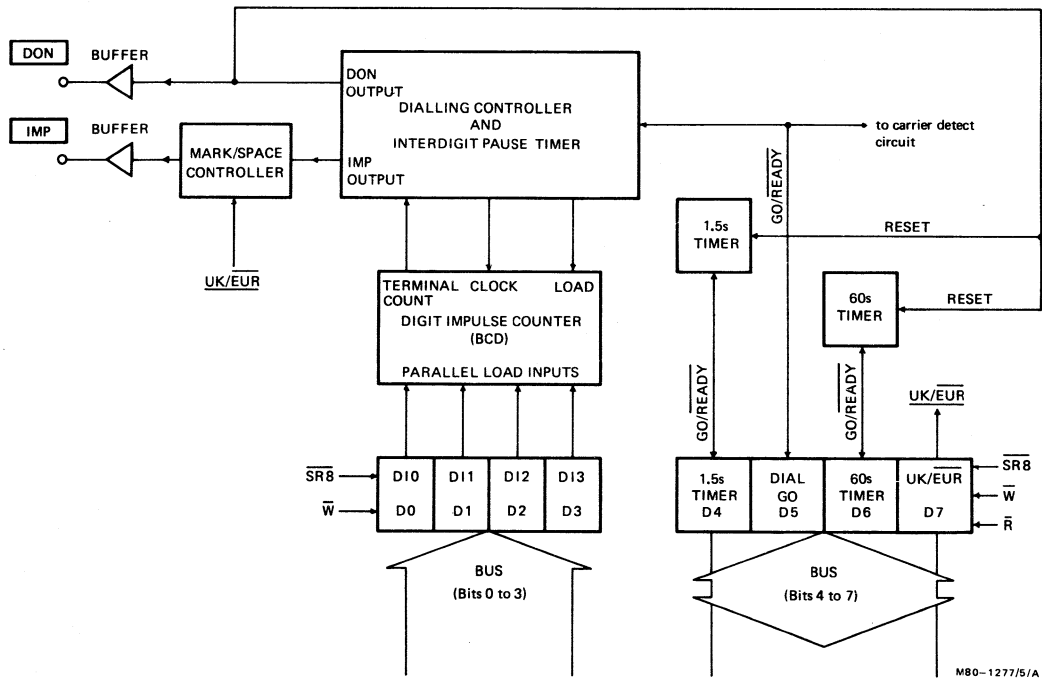 DON
BUFFER
DON
OUTPUT
DIALLING CONTROLLER
AND
INTERDIGIT PAUSE TIMER
IMP
BUFFER
MARK/SPACE
CONTROLLER
IMP
OUTPUT
to carrier detect
circuit
GO/READY
UK/EUR
1.5s
TIMER
RESET
TERMINAL CLOCK LOAD
COUNT
DIGIT IMPULSE COUNTER
(BCD)
PARALLEL LOAD INPUTS
60s
TIMER
RESET
GO/READY
GO/READY
UK/EUR
SR8
W
DI0 DI1 DI2 DI3
D0 D1 D2 D3
1.5s
TIMER
D4
DIAL
GO
D5
60s
TIMER
D6
UK/EUR
D7
SR8
W
R
BUS
(Bits 0 to 3)
BUS
(Bits 4 to 7)
M80-1277/5/A